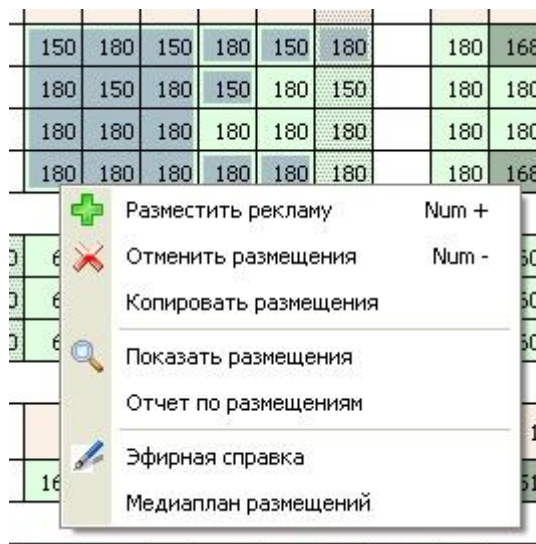 150 180 150 180 150 180 180 168
180 150 180 150 180 150 180 180
180 180 180 180 180 180 180 180
180 180 180 180 180 180 180 168
Разместить рекламу Num +
Отменить размещения Num -
Копировать размещения
Показать размещения
Отчет по размещениям
Эфирная справка
Медиаплан размещений